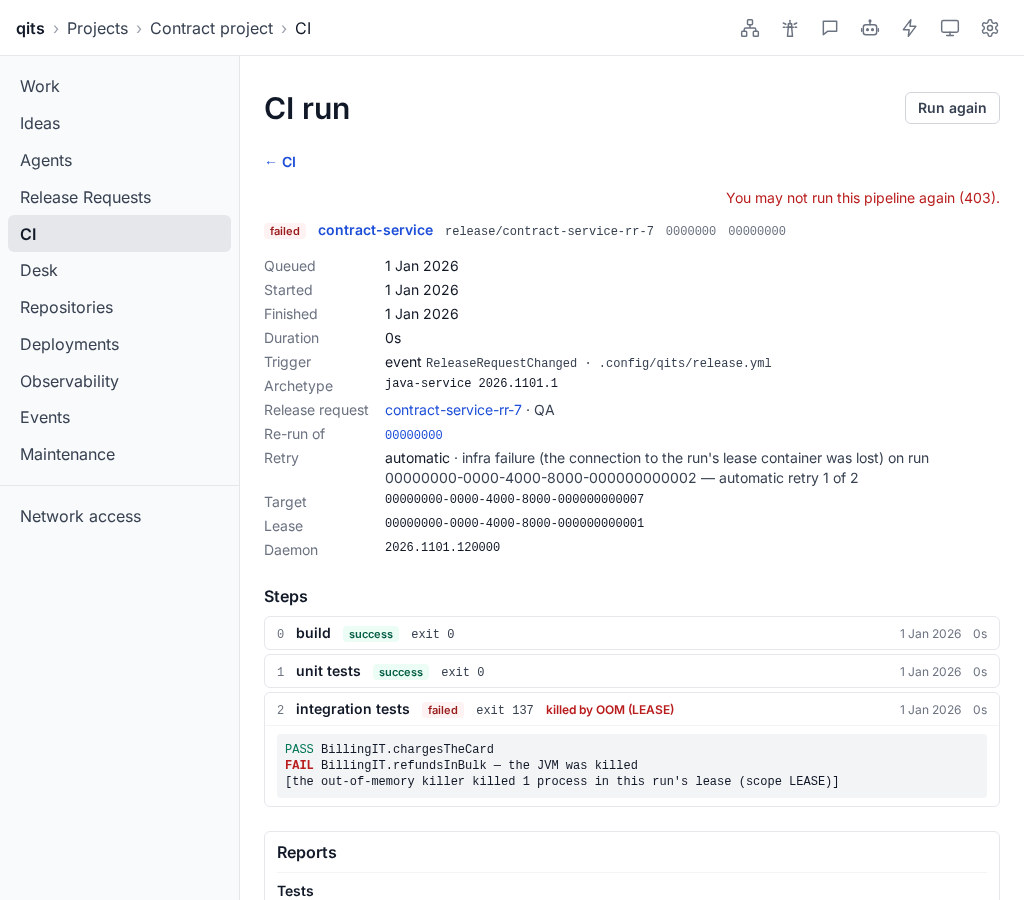 qits › Projects › Contract project › CI
Work
Ideas
Agents
Release Requests
CI
Desk
Repositories
Deployments
Observability
Events
Maintenance
Network access
CI run
Run again
← CI
You may not run this pipeline again (403).
failed contract-service release/contract-service-rr-7 0000000 00000000
Queued 1 Jan 2026
Started 1 Jan 2026
Finished 1 Jan 2026
Duration 0s
Trigger event ReleaseRequestChanged · .config/qits/release.yml
Archetype java-service 2026.1101.1
Release request contract-service-rr-7 · QA
Re-run of 00000000
Retry automatic · infra failure (the connection to the run's lease container was lost) on run
00000000-0000-4000-8000-000000000002 — automatic retry 1 of 2
Target 00000000-0000-4000-8000-000000000007
Lease 00000000-0000-4000-8000-000000000001
Daemon 2026.1101.120000
Steps
0 build success exit 0 1 Jan 2026 0s
1 unit tests success exit 0 1 Jan 2026 0s
2 integration tests failed exit 137 killed by OOM (LEASE) 1 Jan 2026 0s
PASS BillingIT.chargesTheCard
FAIL BillingIT.refundsInBulk — the JVM was killed
[the out-of-memory killer killed 1 process in this run's lease (scope LEASE)]
Reports
Tests